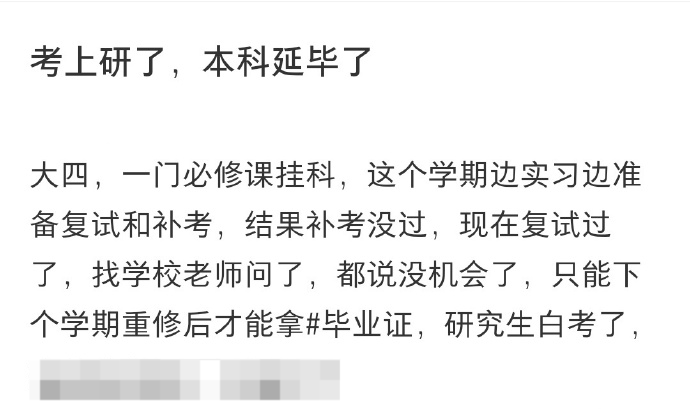 考上研了，本科延毕了
大四，一门必修课挂科，这个学期边实习边准
备复试和补考，结果补考没过，现在复试过
了，找学校老师问了，都说没机会了，只能下
个学期重修后才能拿#毕业证，研究生白考了，